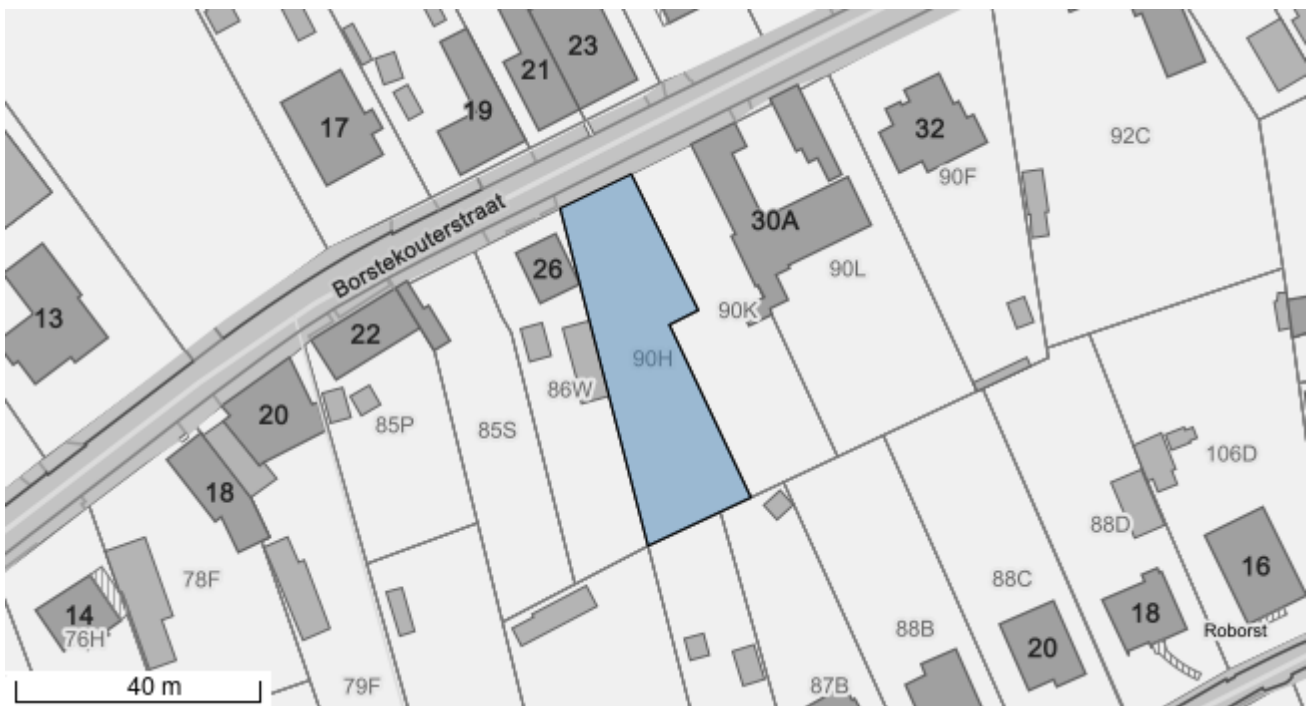 23
21
19
17
32
92C
90F
30A
Borstekouterstraat
26
90L
13
22
90K
90H
86W
20
85P
85S
106D
18
88D
16
78F
88C
14
76H
88B
18
20
Roborst
79F
87B
40 m